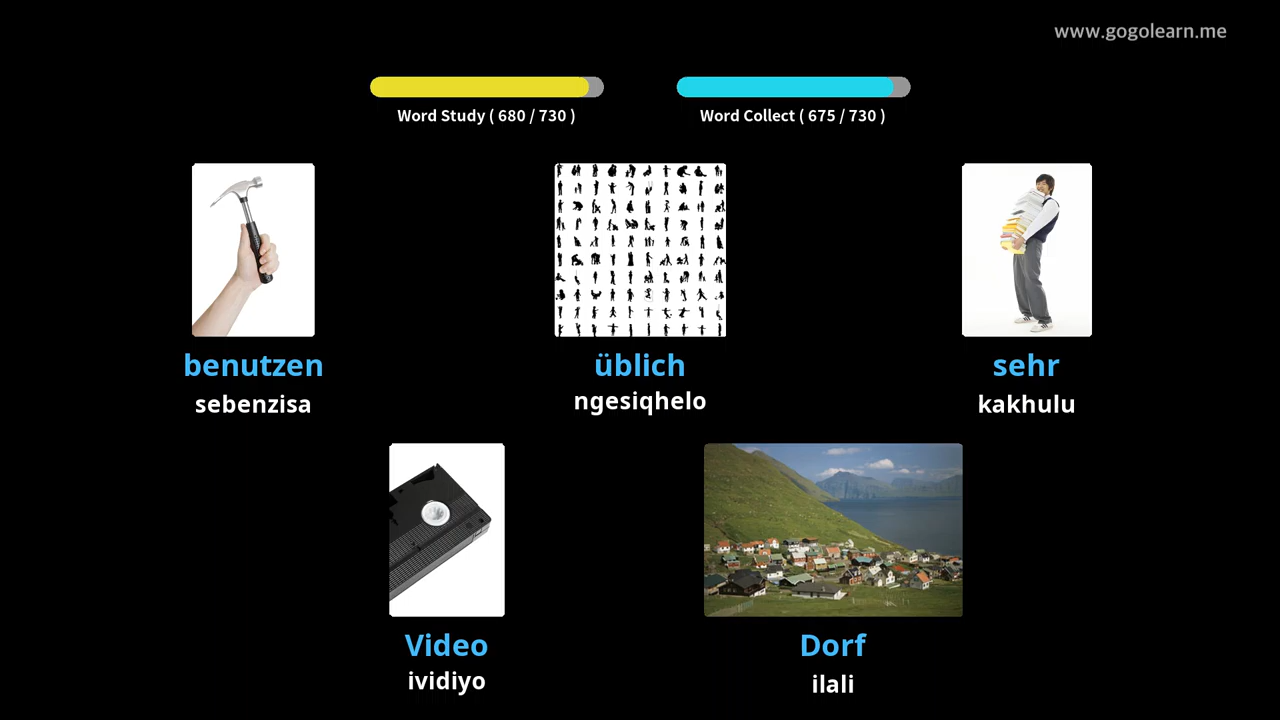 www.gogolearn.me
Word Study ( 680 / 730 )
Word Collect ( 675 / 730 )
benutzen
sebenzisa
üblich
ngesiqhelo
sehr
kakhulu
Video
ividiyo
Dorf
ilali